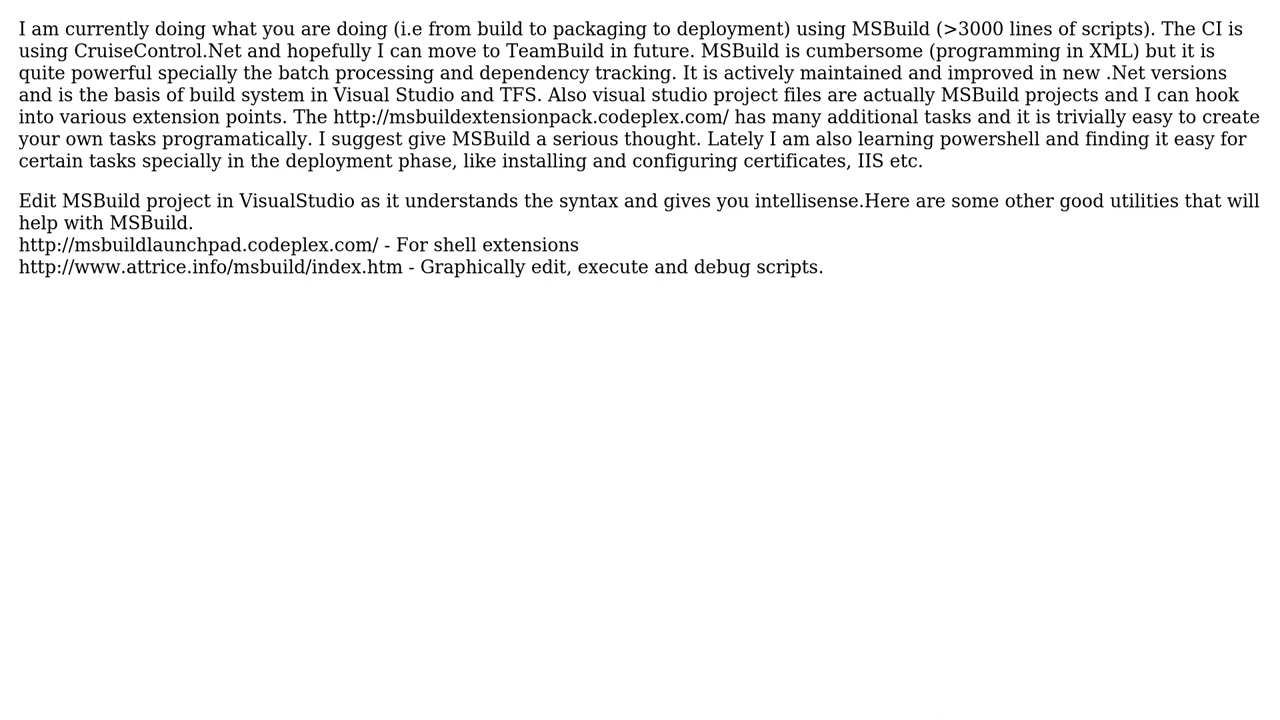 I am currently doing what you are doing (i.e from build to packaging to deployment) using MSBuild (>3000 lines of scripts). The CI is
using CruiseControl.Net and hopefully I can move to TeamBuild in future. MSBuild is cumbersome (programming in XML) but it is
quite powerful specially the batch processing and dependency tracking. It is actively maintained and improved in new .Net versions
and is the basis of build system in Visual Studio and TFS. Also visual studio project files are actually MSBuild projects and I can hook
into various extension points. The http://msbuildextensionpack.codeplex.com/ has many additional tasks and it is trivially easy to create
your own tasks programatically. I suggest give MSBuild a serious thought. Lately I am also learning powershell and finding it easy for
certain tasks specially in the deployment phase, like installing and configuring certificates, IIS etc.
Edit MSBuild project in VisualStudio as it understands the syntax and gives you intellisense.Here are some other good utilities that will
help with MSBuild.
http://msbuildlaunchpad.codeplex.com/ - For shell extensions
http://www.attrice.info/msbuild/index.htm - Graphically edit, execute and debug scripts.